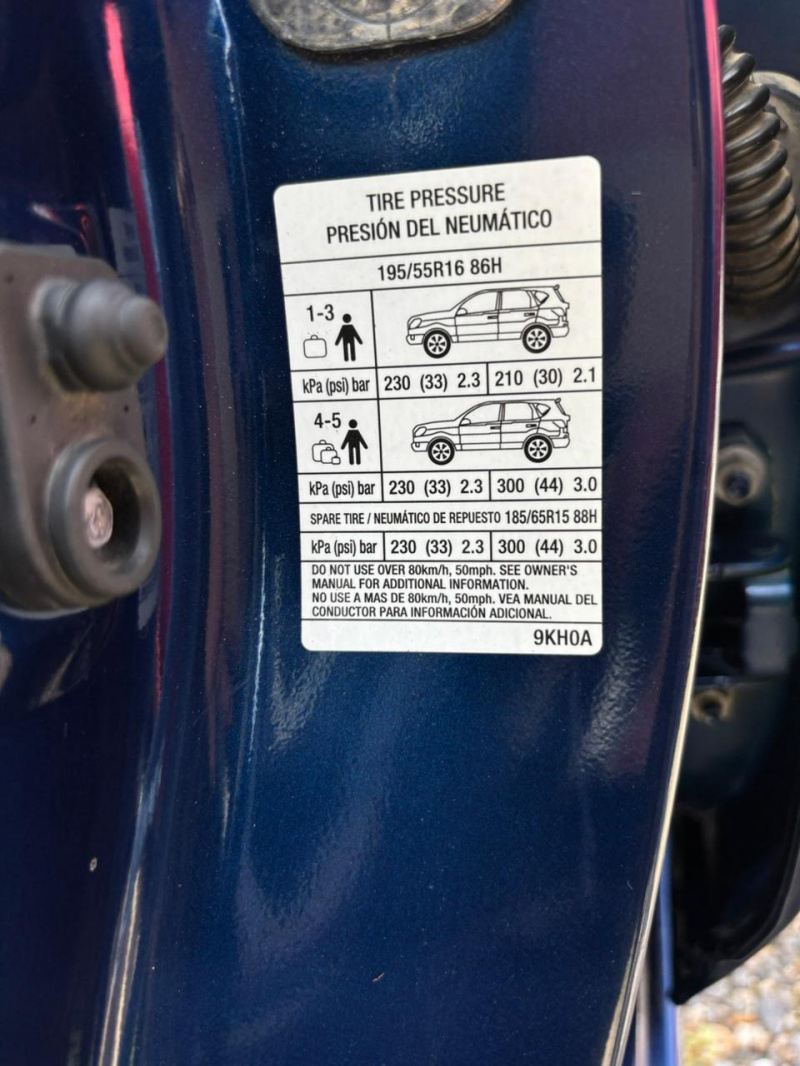 TIRE PRESSURE
PRESIÓN DEL NEUMÁTICO
195/55R16 86H
1-3
kPa (psi) bar 230 (33) 2.3 210 (30) 2.1
4-5
kPa (psi) bar 230 (33) 2.3 300 (44) 3.0
SPARE TIRE / NEUMÁTICO DE REPUESTO 185/65R15 88H
kPa (psi) bar 230 (33) 2.3 300 (44) 3.0
DO NOT USE OVER 80km/h, 50mph. SEE OWNER'S
MANUAL FOR ADDITIONAL INFORMATION.
NO USE A MAS DE 80km/h, 50mph. VEA MANUAL DEL
CONDUCTOR PARA INFORMACIÓN ADICIONAL.
9KH0A